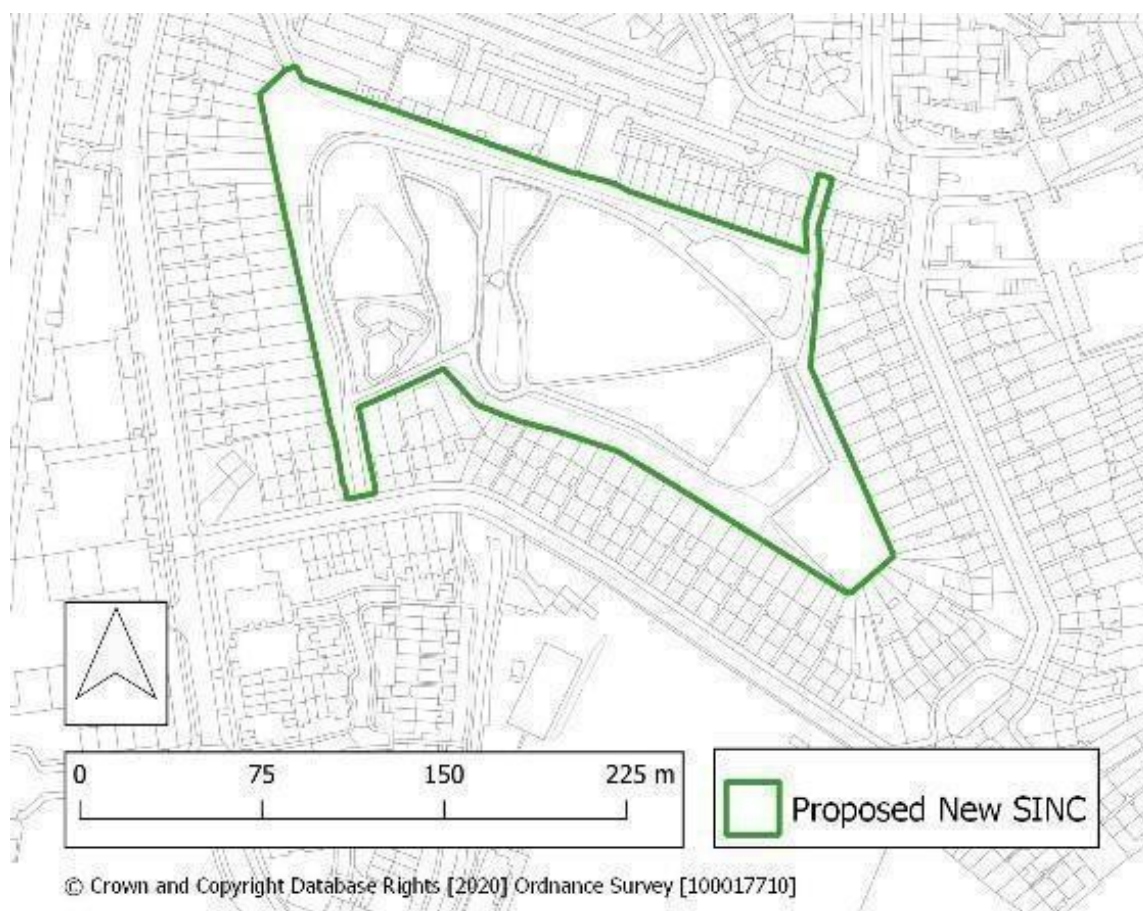 0 75 150 225 m
Proposed New SINC
© Crown and Copyright Database Rights [2020] Ordnance Survey [100017710]